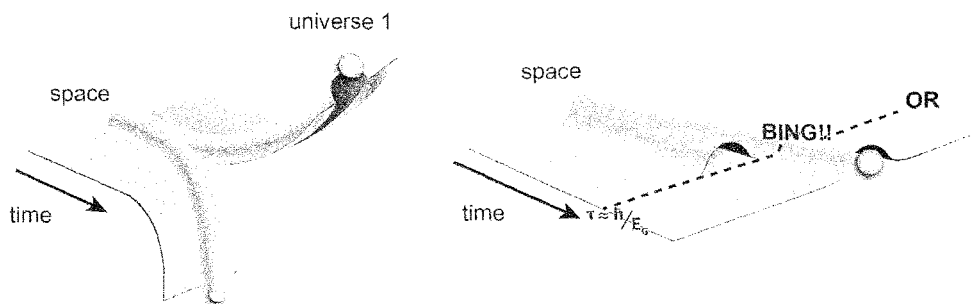 universe 1
space
time
space
OR
BING!!
time
τ ≈ ħ/E_G